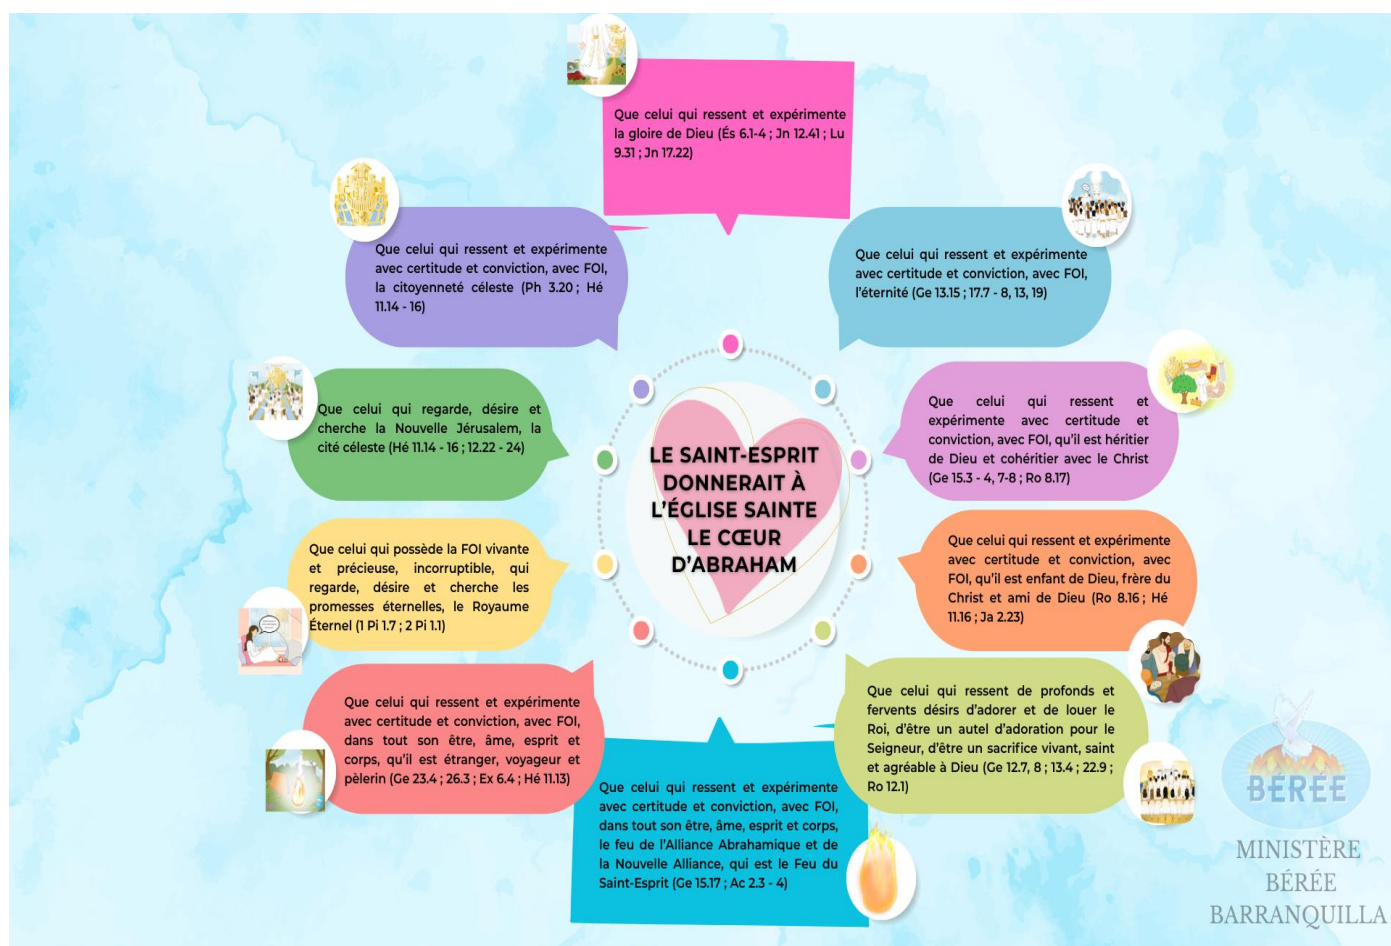 Que celui qui ressent et expérimente
la gloire de Dieu (És 6.1-4 ; Jn 12.41 ; Lu
9.31 ; Jn 17.22)
Que celui qui ressent et expérimente
avec certitude et conviction, avec FOI,
la citoyenneté céleste (Ph 3.20 ; Hé
11.14 - 16)
Que celui qui ressent et expérimente
avec certitude et conviction, avec FOI,
l'éternité (Ge 13.15 ; 17.7 - 8, 13, 19)
Que celui qui regarde, désire et
cherche la Nouvelle Jérusalem, la
cité céleste (Hé 11.14 - 16 ; 12.22 - 24)
Que celui qui ressent et
expérimente avec certitude et
conviction, avec FOI, qu'il est héritier
de Dieu et cohéritier avec le Christ
(Ge 15.3 - 4, 7-8 ; Ro 8.17)
LE SAINT-ESPRIT
DONNERAIT À
L'ÉGLISE SAINTE
LE CŒUR
D'ABRAHAM
Que celui qui possède la FOI vivante
et précieuse, incorruptible, qui
regarde, désire et cherche les
promesses éternelles, le Royaume
Éternel (1 Pi 1.7 ; 2 Pi 1.1)
Que celui qui ressent et expérimente
avec certitude et conviction, avec
FOI, qu'il est enfant de Dieu, frère du
Christ et ami de Dieu (Ro 8.16 ; Hé
11.16 ; Ja 2.23)
Que celui qui ressent et expérimente
avec certitude et conviction, avec FOI,
dans tout son être, âme, esprit et
corps, qu'il est étranger, voyageur et
pèlerin (Ge 23.4 ; 26.3 ; Ex 6.4 ; Hé 11.13)
Que celui qui ressent de profonds et
fervents désirs d'adorer et de louer le
Roi, d'être un autel d'adoration pour le
Seigneur, d'être un sacrifice vivant, saint
et agréable à Dieu (Ge 12.7, 8 ; 13.4 ; 22.9 ;
Ro 12.1)
Que celui qui ressent et expérimente
avec certitude et conviction, avec FOI,
dans tout son être, âme, esprit et corps,
le feu de l'Alliance Abrahamique et de
la Nouvelle Alliance, qui est le Feu du
Saint-Esprit (Ge 15.17 ; Ac 2.3 - 4)
BÉRÉE
MINISTÈRE
BÉRÉE
BARRANQUILLA